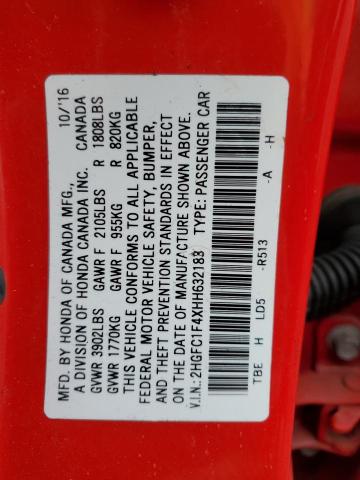 MFD. BY HONDA OF CANADA MFG., 10/'16
A DIVISION OF HONDA CANADA INC. CANADA
GVWR 3902LBS GAWR F 2105LBS R 1808LBS
GVWR 1770KG GAWR F 955KG R 820KG
THIS VEHICLE CONFORMS TO ALL APPLICABLE
FEDERAL MOTOR VEHICLE SAFETY, BUMPER,
AND THEFT PREVENTION STANDARDS IN EFFECT
ON THE DATE OF MANUFACTURE SHOWN ABOVE.
V.I.N.: 2HGFC1F4XHH632183 TYPE: PASSENGER CAR
TBE H LD5 -R513 -A -H